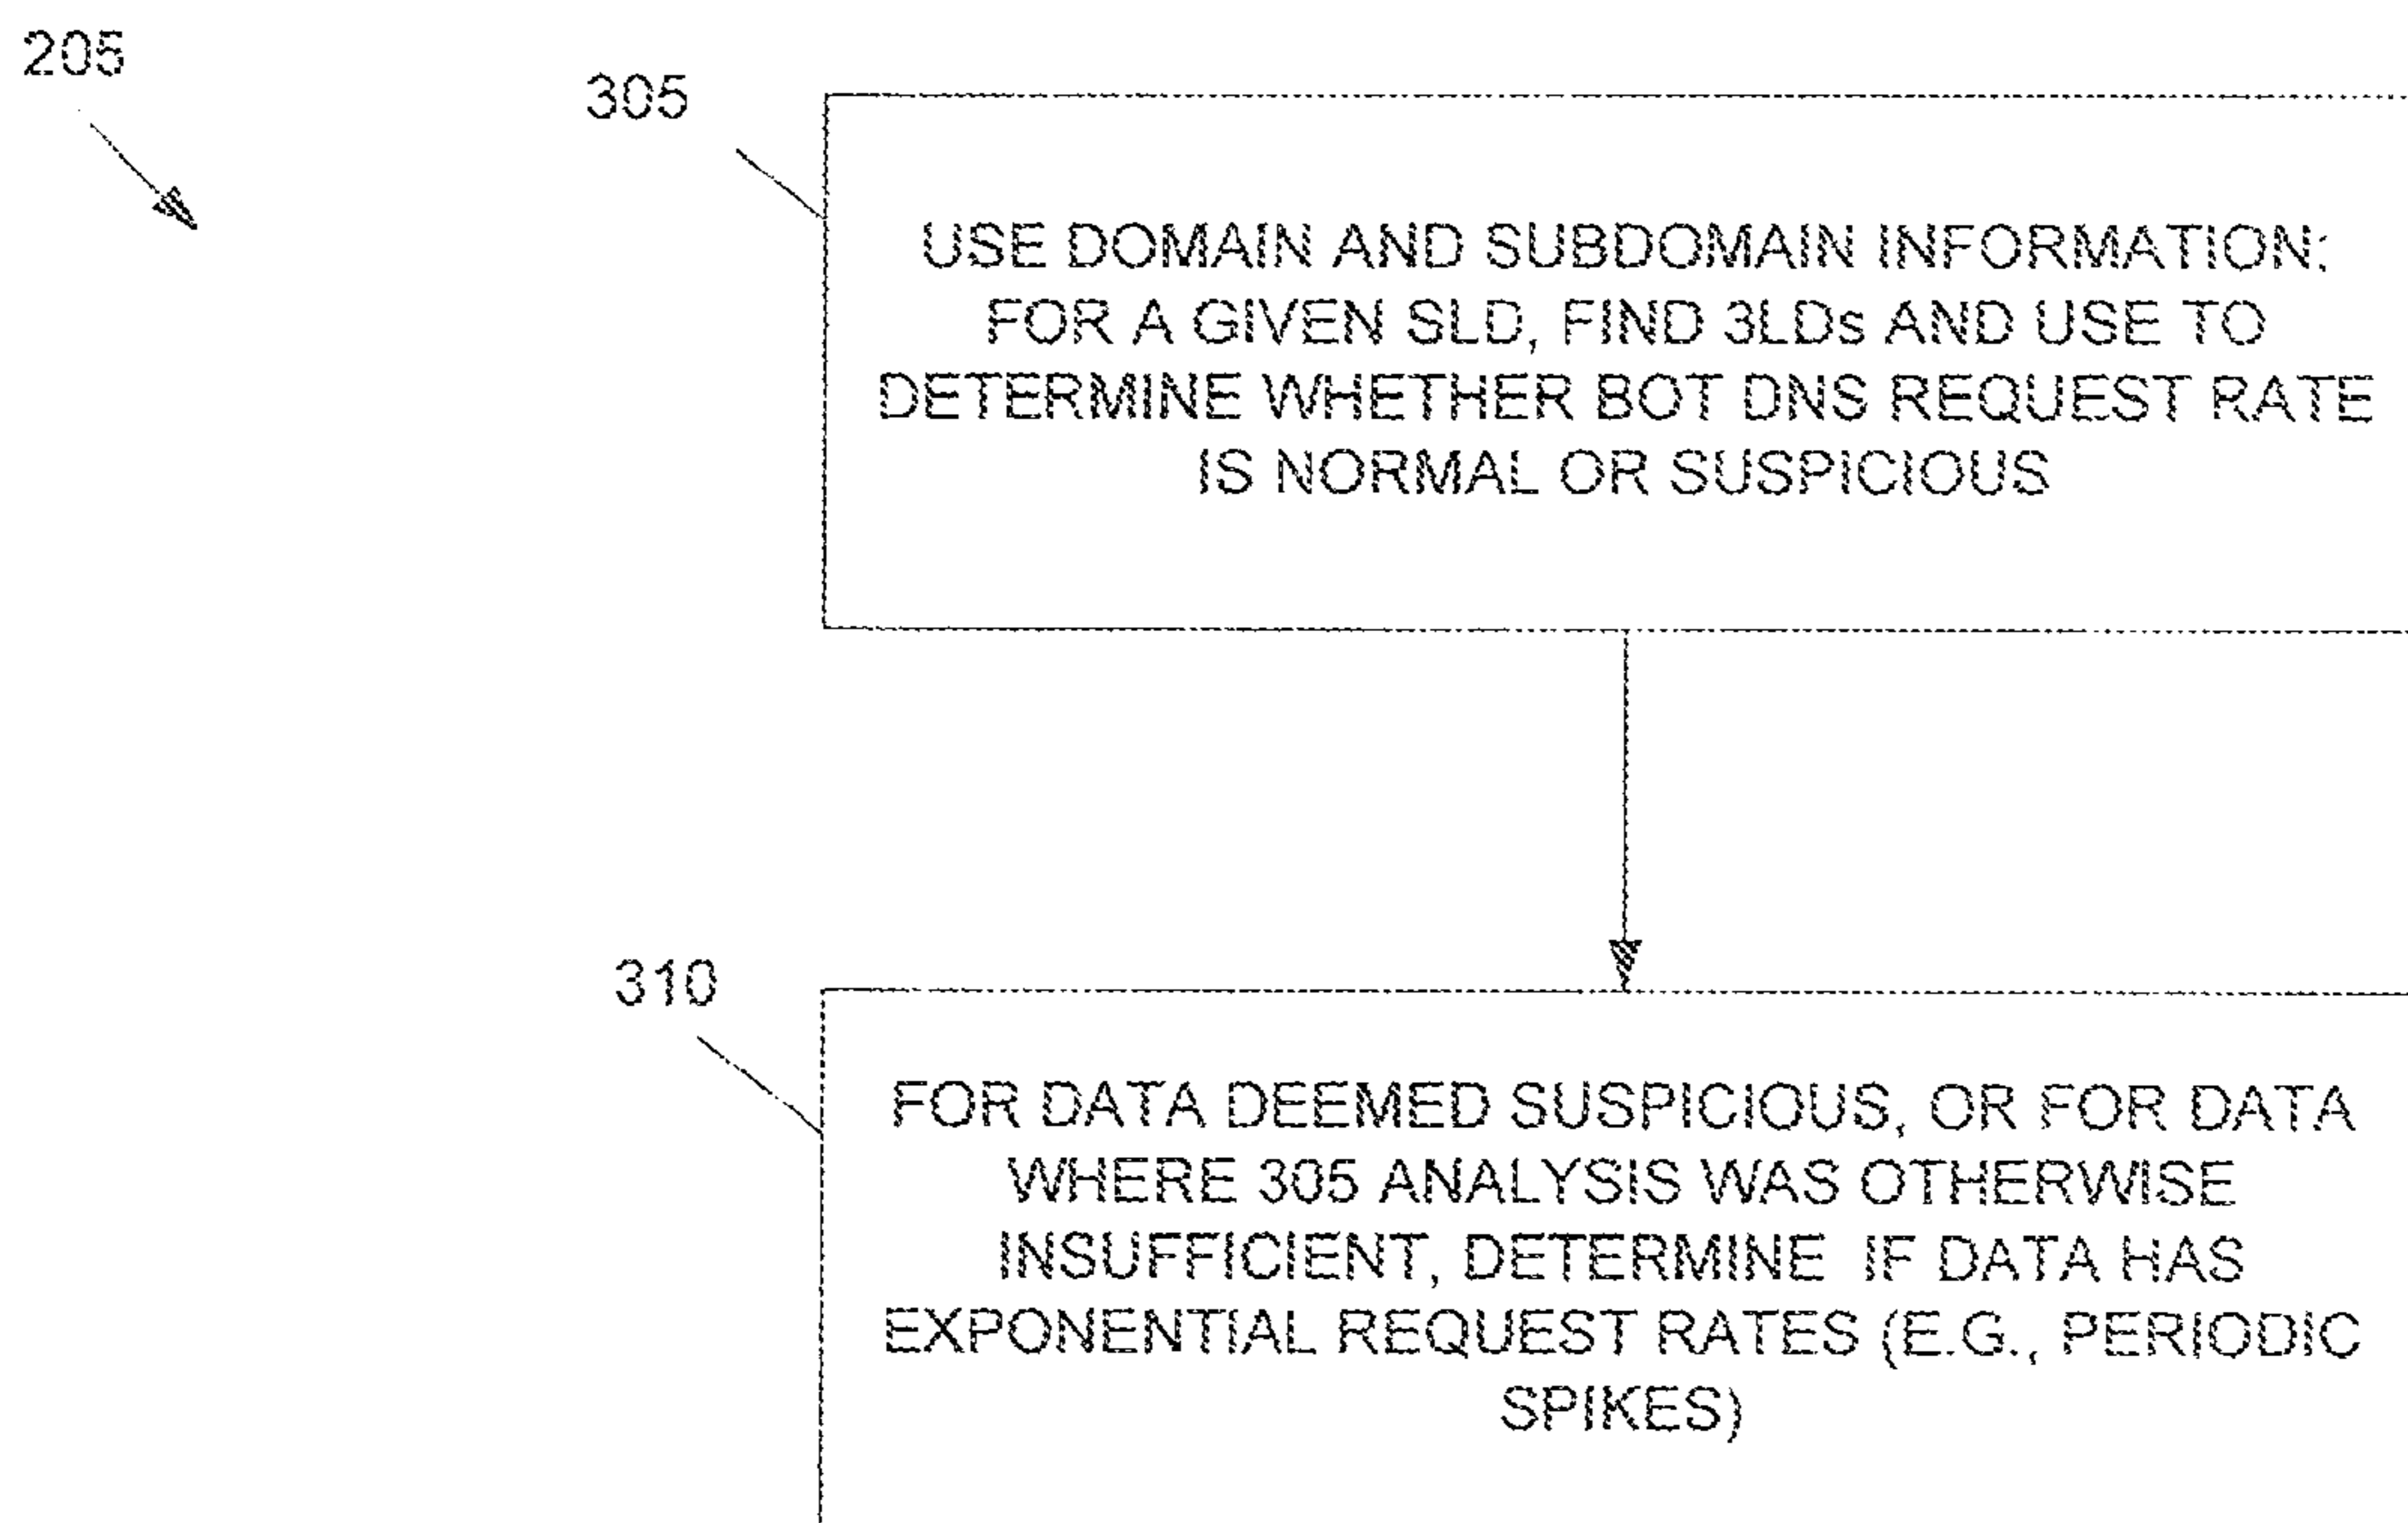 205
305
USE DOMAIN AND SUBDOMAIN INFORMATION:
FOR A GIVEN SLD, FIND 3LDs AND USE TO
DETERMINE WHETHER BOT DNS REQUEST RATE
IS NORMAL OR SUSPICIOUS
310
FOR DATA DEEMED SUSPICIOUS, OR FOR DATA
WHERE 305 ANALYSIS WAS OTHERWISE
INSUFFICIENT, DETERMINE IF DATA HAS
EXPONENTIAL REQUEST RATES (E.G., PERIODIC
SPIKES)